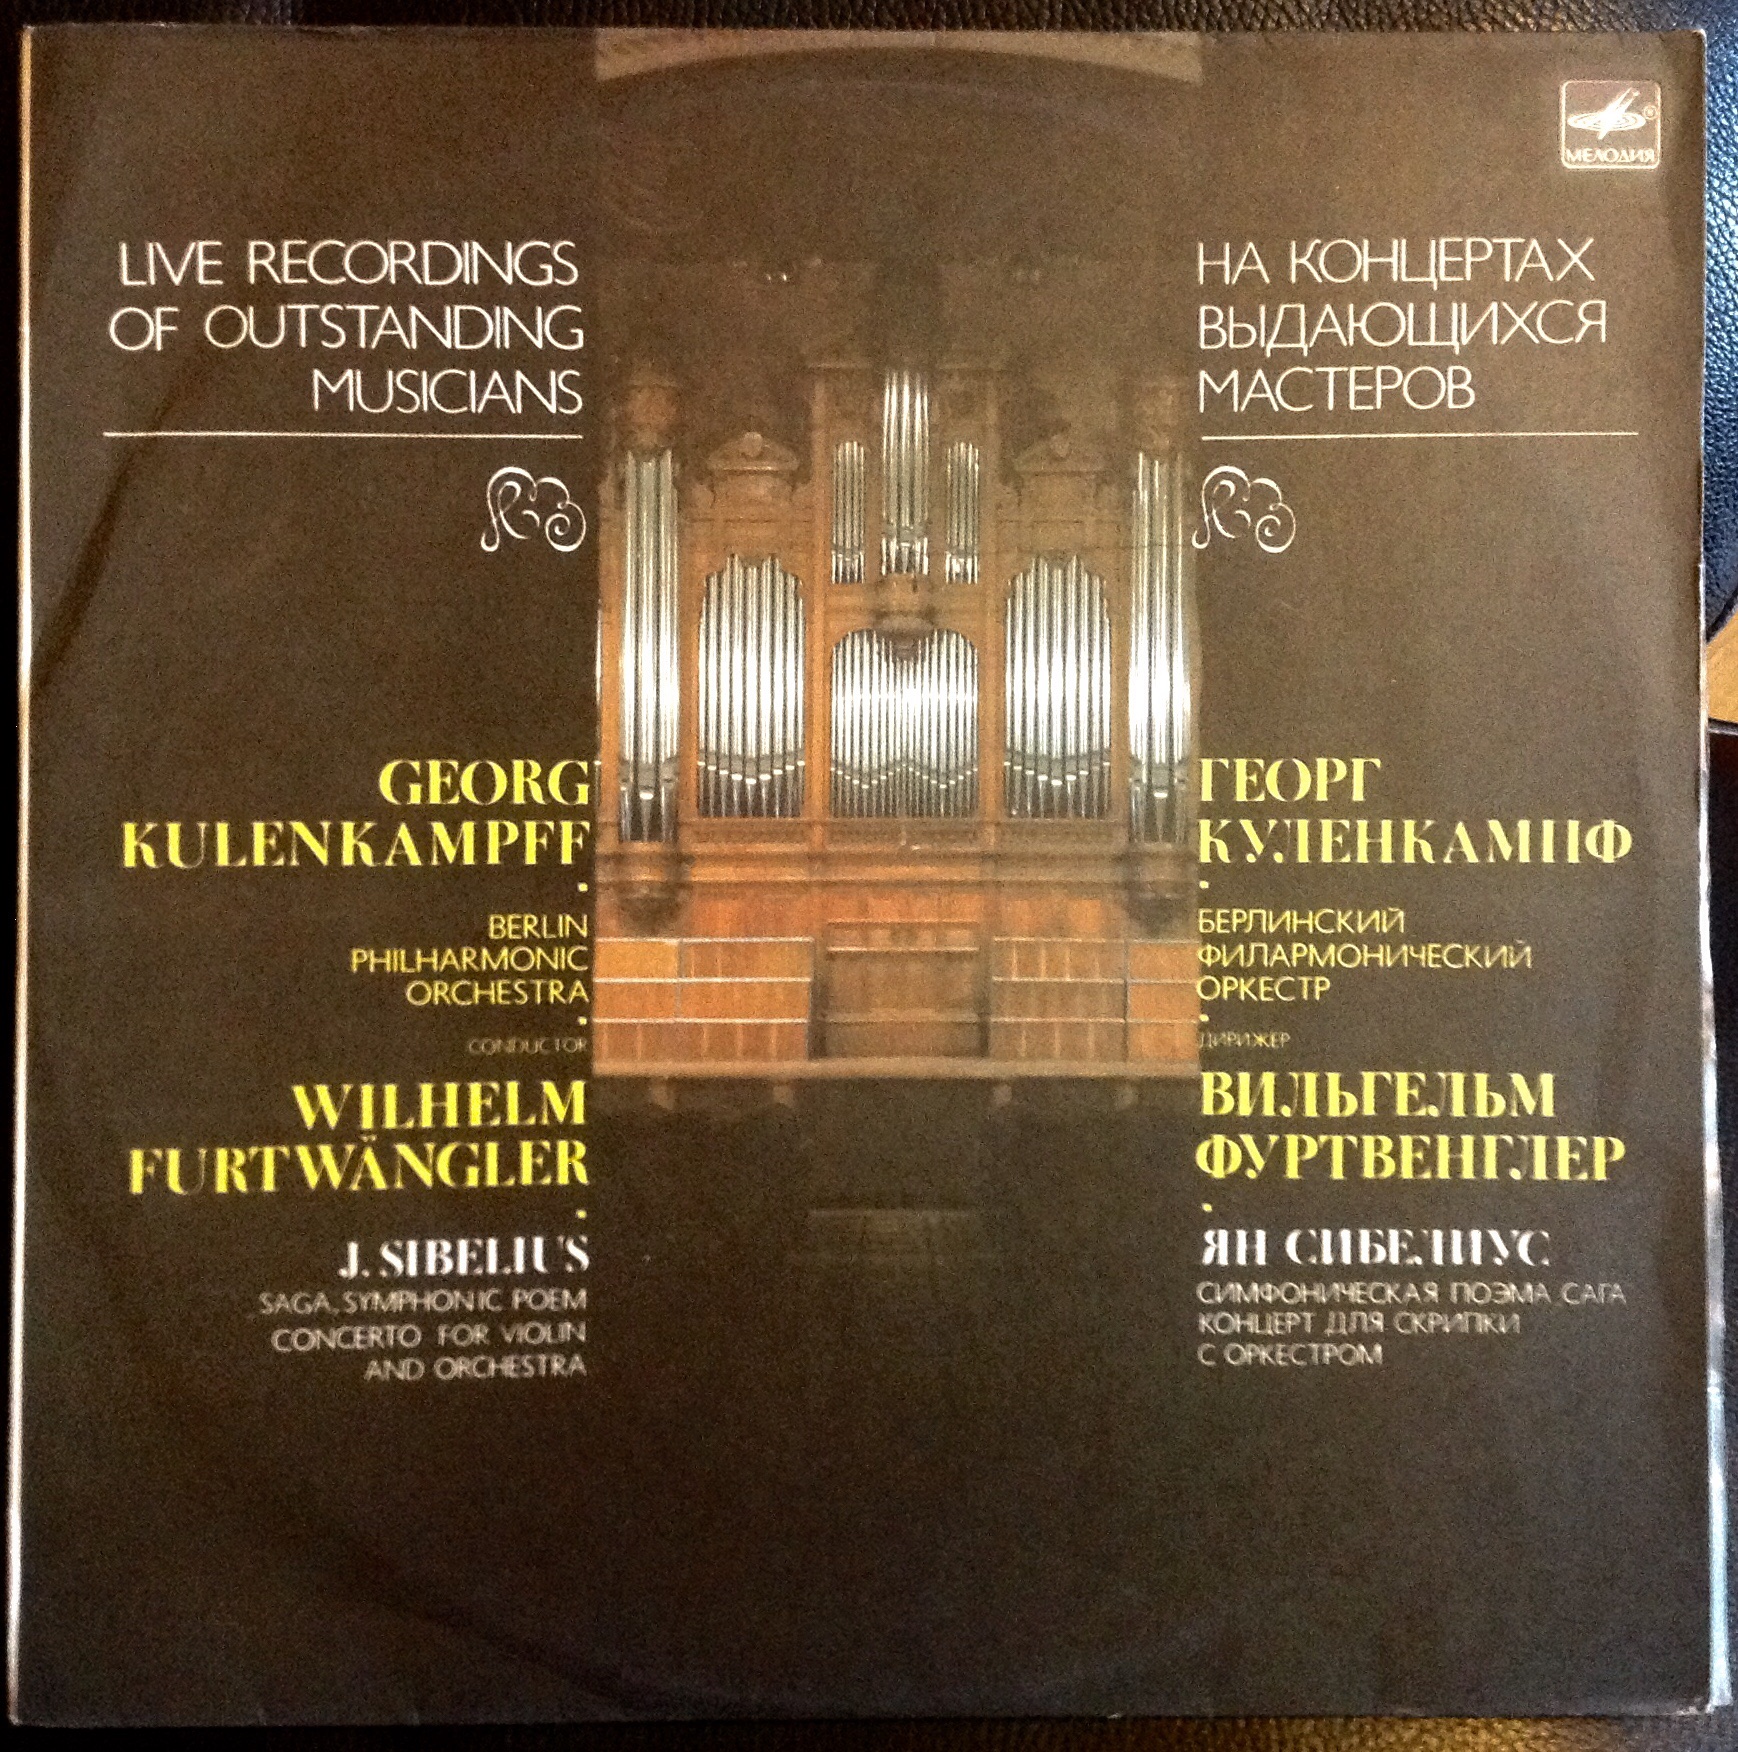 МЕЛОДИЯ
LIVE RECORDINGS
OF OUTSTANDING
MUSICIANS
GEORG
KULENKAMPFF
BERLIN
PHILHARMONIC
ORCHESTRA
CONDUCTOR
WILHELM
FURTWÄNGLER
J. SIBELIUS
SAGA, SYMPHONIC POEM
CONCERTO FOR VIOLIN
AND ORCHESTRA
НА КОНЦЕРТАХ
ВЫДАЮЩИХСЯ
МАСТЕРОВ
ГЕОРГ
КУЛЕНКАМПФ
БЕРЛИНСКИЙ
ФИЛАРМОНИЧЕСКИЙ
ОРКЕСТР
ДИРИЖЕР
ВИЛЬГЕЛЬМ
ФУРТВЕНГЛЕР
ЯН СИБЕЛИУС
СИМФОНИЧЕСКАЯ ПОЭМА САГА
КОНЦЕРТ ДЛЯ СКРИПКИ
С ОРКЕСТРОМ